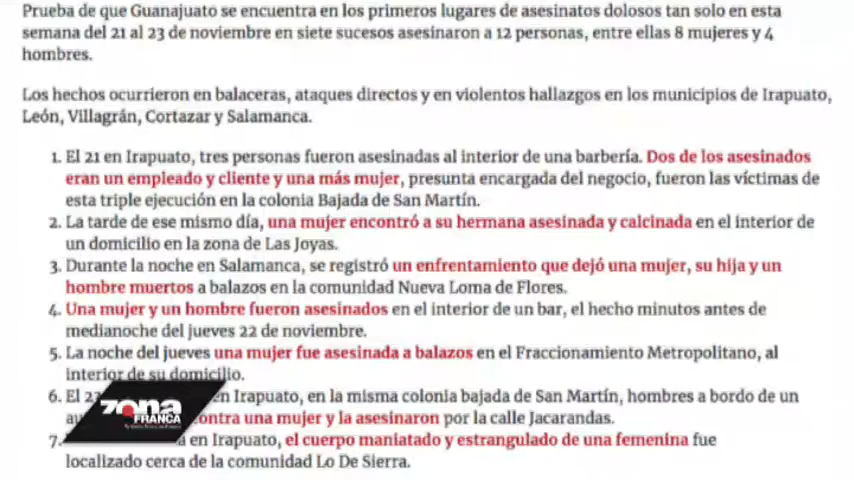 Prueba de que Guanajuato se encuentra en los primeros lugares de asesinatos dolosos tan solo en esta
semana del 21 al 23 de noviembre en siete sucesos asesinaron a 12 personas, entre ellas 8 mujeres y 4
hombres.
Los hechos ocurrieron en balaceras, ataques directos y en violentos hallazgos en los municipios de Irapuato,
León, Villagrán, Cortazar y Salamanca.
1. El 21 en Irapuato, tres personas fueron asesinadas al interior de una barbería. Dos de los asesinados
eran un empleado y cliente y una más mujer, presunta encargada del negocio, fueron las víctimas de
esta triple ejecución en la colonia Bajada de San Martín.
2. La tarde de ese mismo día, una mujer encontró a su hermana asesinada y calcinada en el interior de
un domicilio en la zona de Las Joyas.
3. Durante la noche en Salamanca, se registró un enfrentamiento que dejó una mujer, su hija y un
hombre muertos a balazos en la comunidad Nueva Loma de Flores.
4. Una mujer y un hombre fueron asesinados en el interior de un bar, el hecho minutos antes de
medianoche del jueves 22 de noviembre.
5. La noche del jueves una mujer fue asesinada a balazos en el Fraccionamiento Metropolitano, al
interior de su domicilio.
6. El en Irapuato, en la misma colonia bajada de San Martín, hombres a bordo de un
contra una mujer y la asesinaron por la calle Jacarandas.
7. en Irapuato, el cuerpo maniatado y estrangulado de una femenina fue
localizado cerca de la comunidad Lo De Sierra.
ZONA
FRANCA